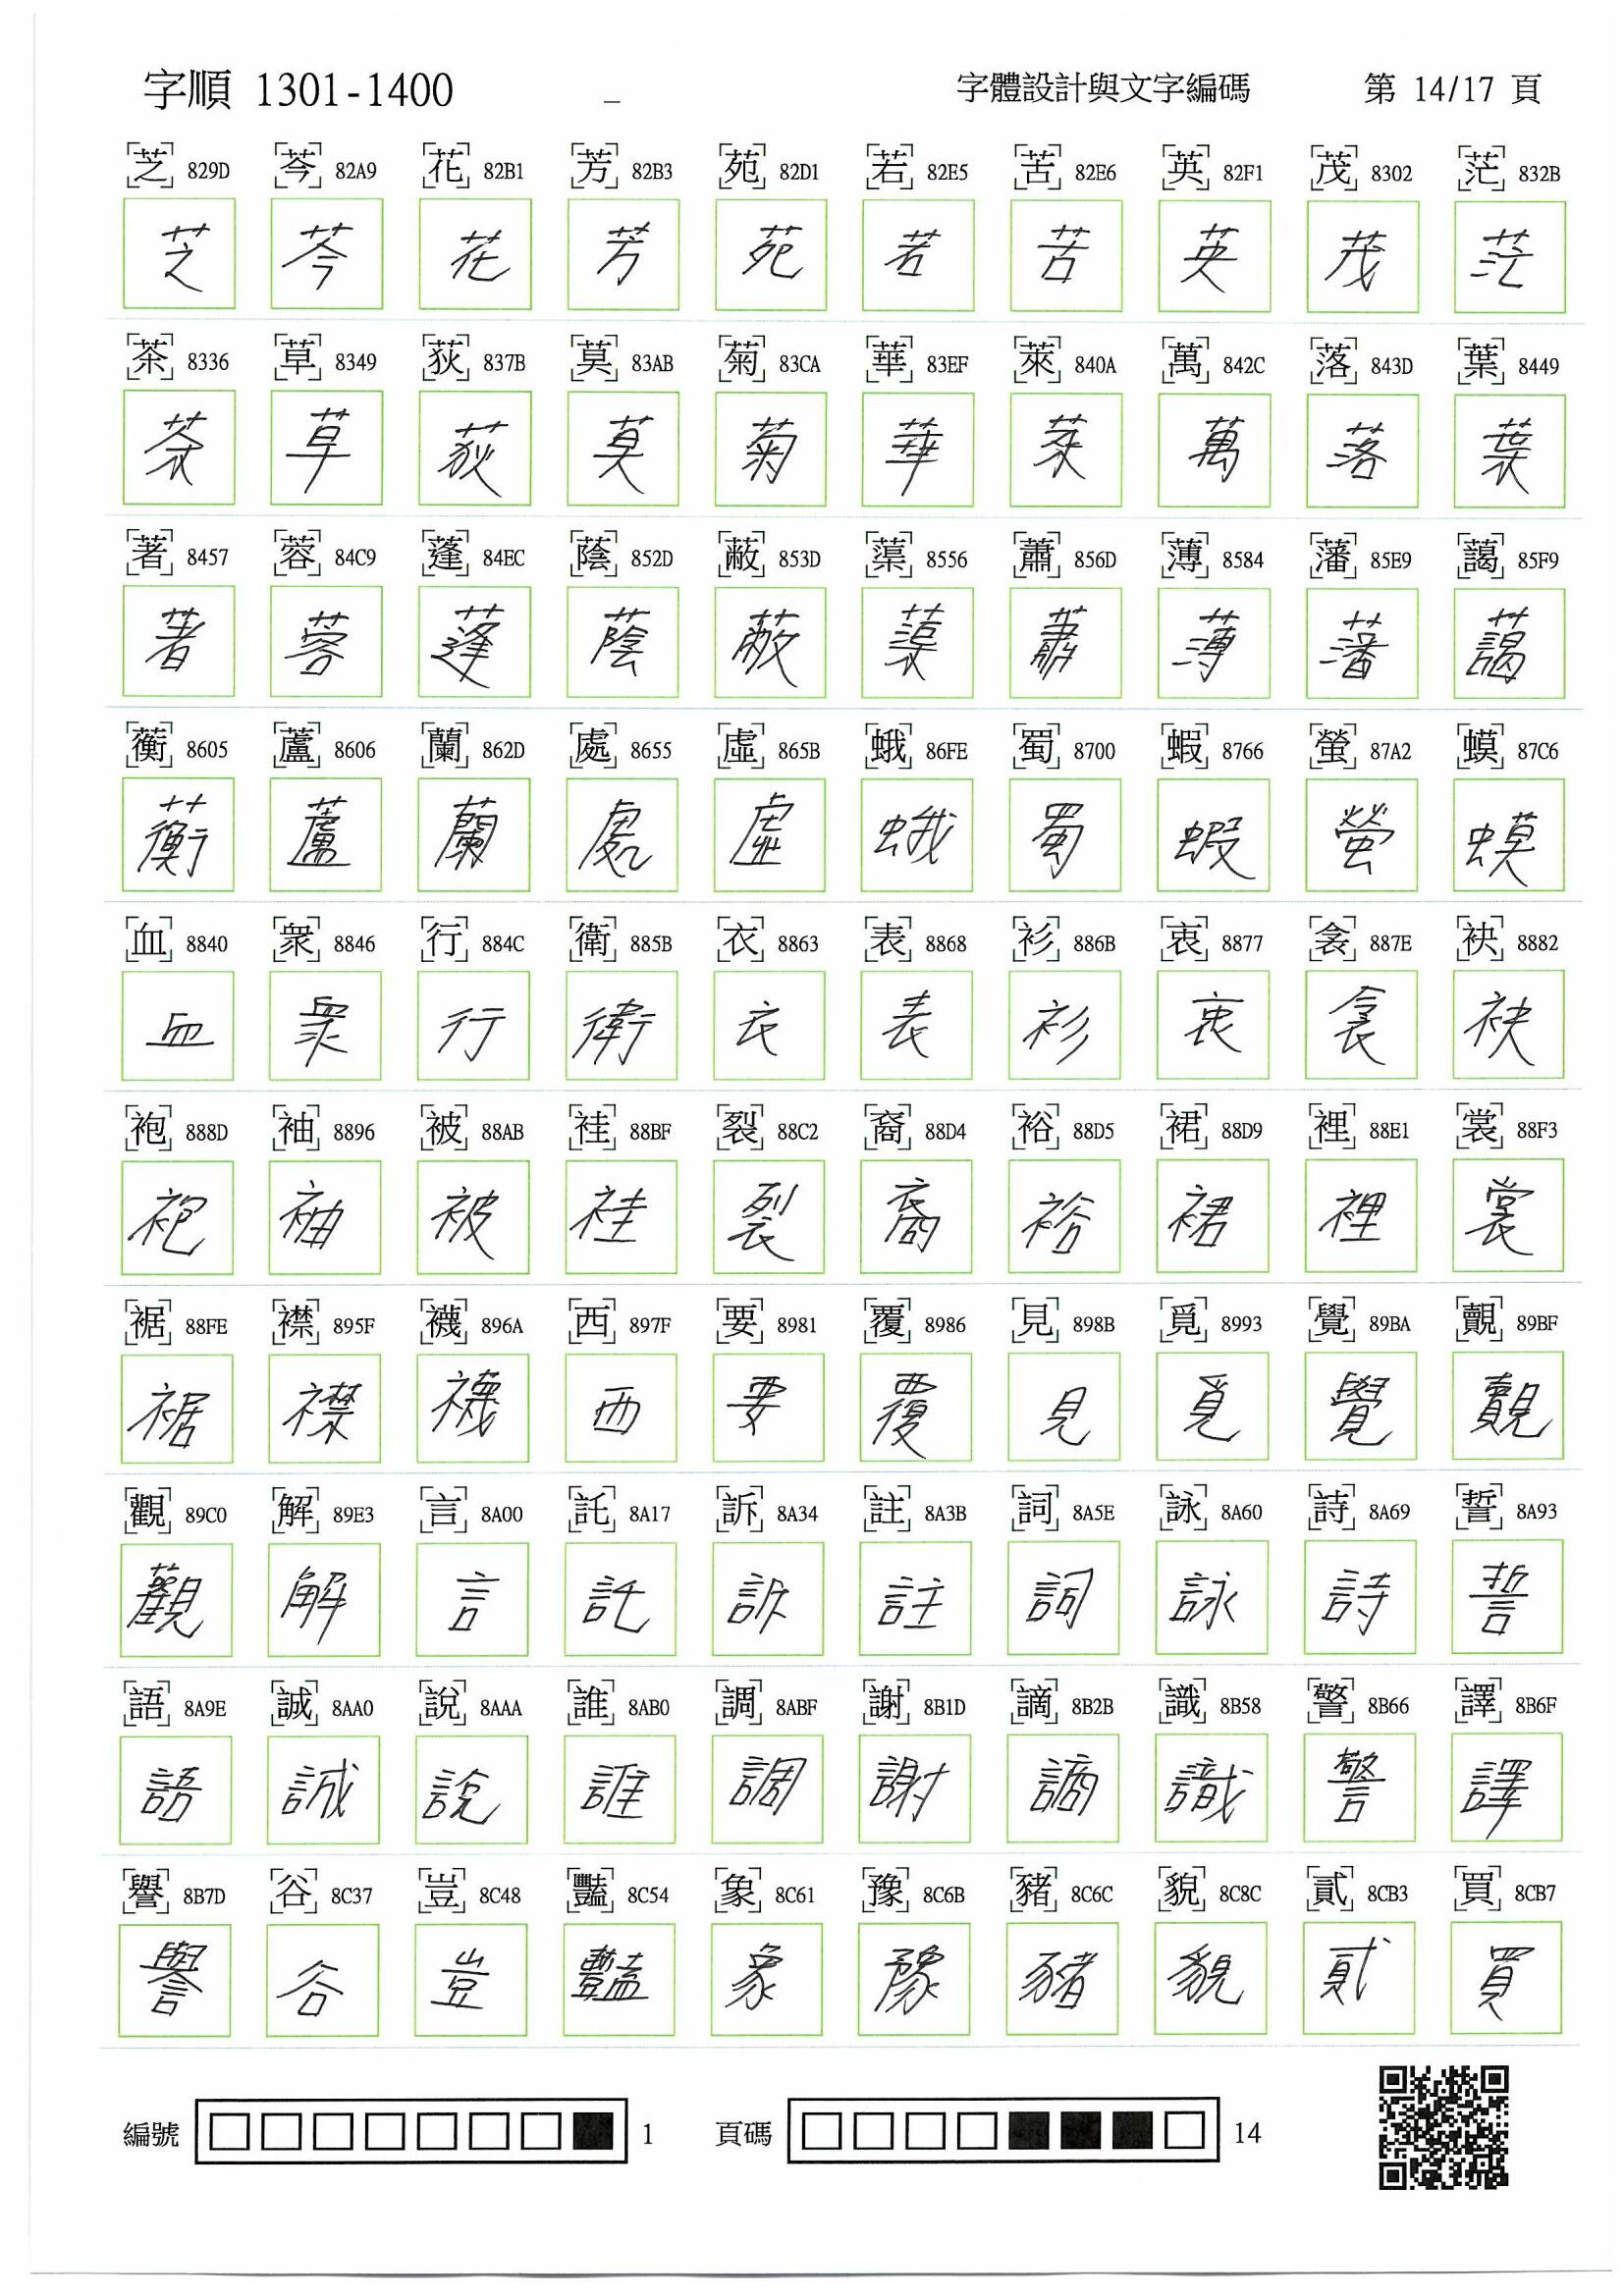 字順 1301-1400 _ 字體設計與文字編碼 第 14/17 頁
芝 829D 芩 82A9 花 82B1 芳 82B3 苑 82D1 若 82E5 苦 82E6 英 82F1 茂 8302 茫 832B
芝 芩 花 芳 苑 若 苦 英 茂 茫
茶 8336 草 8349 荻 837B 莫 83AB 菊 83CA 華 83EF 萊 840A 萬 842C 落 843D 葉 8449
茶 草 荻 莫 菊 華 萊 萬 落 葉
著 8457 蓉 84C9 蓬 84EC 蔭 852D 蔽 853D 蕖 8556 蕭 856D 薄 8584 藩 85E9 藹 85F9
著 蓉 蓬 蔭 蔽 蕖 蕭 薄 藩 藹
蘅 8605 蘆 8606 蘭 862D 處 8655 虛 865B 蛾 86FE 蜀 8700 蝦 8766 螢 87A2 蟆 87C6
蘅 蘆 蘭 處 虛 蛾 蜀 蝦 螢 蟆
血 8840 衆 8846 行 884C 衛 885B 衣 8863 表 8868 衫 886B 衷 8877 衾 887E 袂 8882
血 衆 行 衛 衣 表 衫 衷 衾 袂
袍 888D 袖 8896 被 88AB 袿 88BF 裂 88C2 裔 88D4 裕 88D5 裙 88D9 裡 88E1 裳 88F3
袍 袖 被 袿 裂 裔 裕 裙 裡 裳
裾 88FE 襟 895F 襪 896A 西 897F 要 8981 覆 8986 見 898B 覓 8993 覺 89BA 覿 89BF
裾 襟 襪 西 要 覆 見 覓 覺 覿
觀 89C0 解 89E3 言 8A00 託 8A17 訴 8A34 註 8A3B 詞 8A5E 詠 8A60 詩 8A69 誓 8A93
觀 解 言 託 訴 註 詞 詠 詩 誓
語 8A9E 誠 8AA0 說 8AAA 誰 8AB0 調 8ABF 謝 8B1D 謫 8B2B 識 8B58 警 8B66 譯 8B6F
語 誠 說 誰 調 謝 謫 識 警 譯
譽 8B7D 谷 8C37 豈 8C48 豔 8C54 象 8C61 豫 8C6B 豬 8C6C 貌 8C8C 貳 8CB3 買 8CB7
譽 谷 豈 豔 象 豫 豬 貌 貳 買
編號 1 頁碼 14